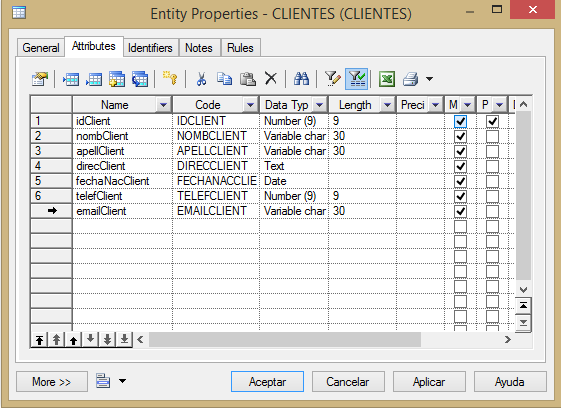 Entity Properties - CLIENTES (CLIENTES)
General Attributes Identifiers Notes Rules
Name Code Data Typ Length Preci M P
1 idClient IDCLIENT Number (9) 9
2 nombClient NOMBCLIENT Variable char 30
3 apellClient APELLCLIENT Variable char 30
4 direcClient DIRECCLIENT Text
5 fechaNacClient FECHANACCLIE Date
6 telefClient TELEFCLIENT Number (9) 9
emailClient EMAILCLIENT Variable char 30
More >> Aceptar Cancelar Aplicar Ayuda